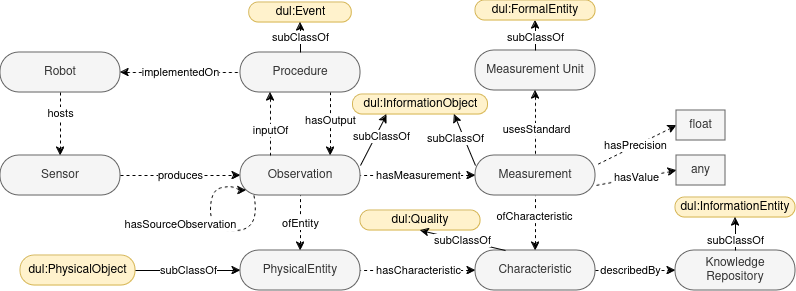 dul:Event
dul:FormalEntity
subClassOf
subClassOf
Robot
implementedOn
Procedure
Measurement Unit
dul:InformationObject
hosts
inputOf
hasOutput
subClassOf
subClassOf
usesStandard
float
hasPrecision
Sensor
produces
Observation
hasMeasurement
Measurement
hasValue
any
hasSourceObservation
ofEntity
dul:Quality
ofCharacteristic
dul:InformationEntity
subClassOf
subClassOf
dul:PhysicalObject
subClassOf
PhysicalEntity
hasCharacteristic
Characteristic
describedBy
Knowledge
Repository